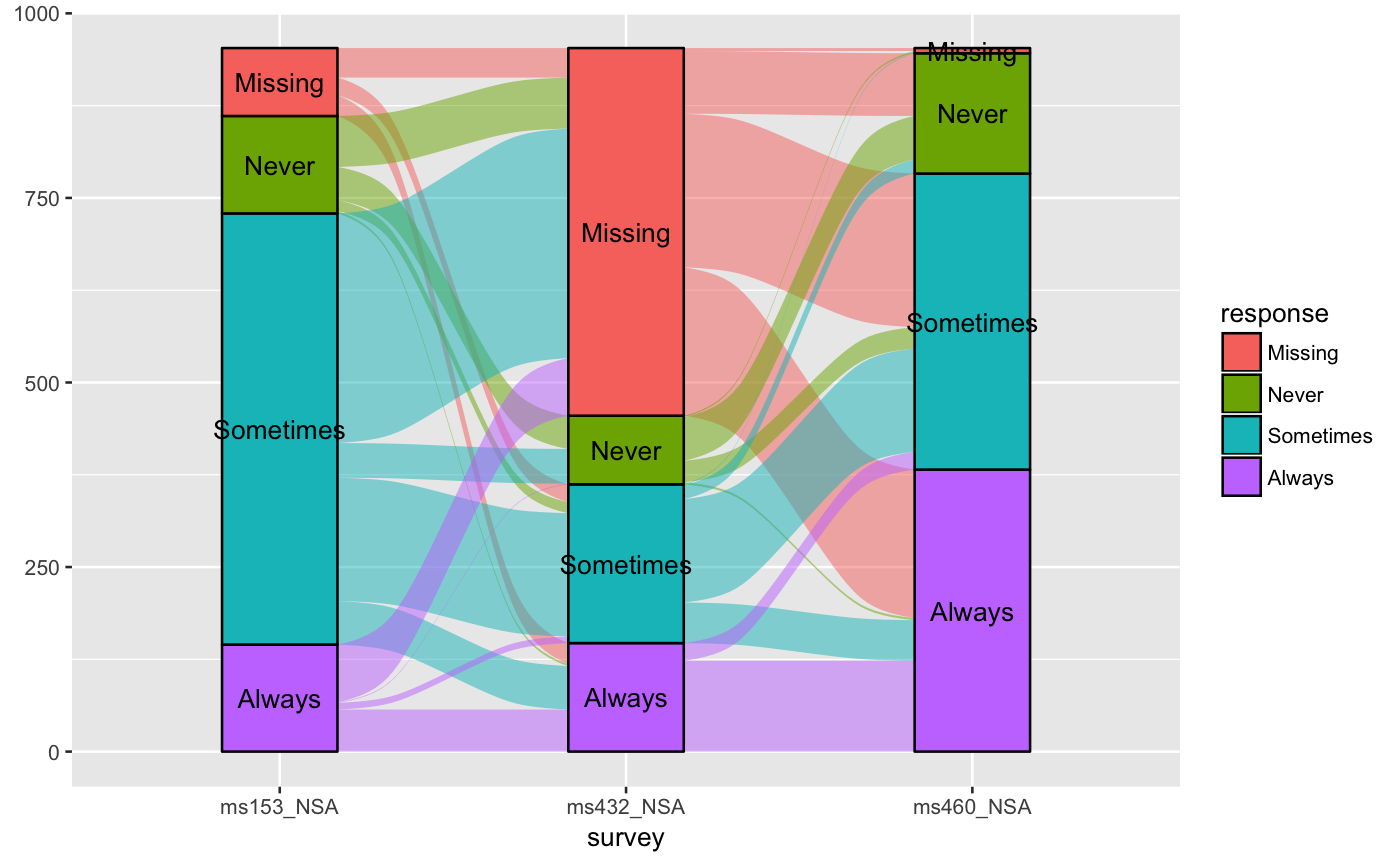 1000
750
500
250
0
Missing
Never
Sometimes
Always
Missing
Never
Sometimes
Always
Missing
Never
Sometimes
Always
ms153_NSA
ms432_NSA
ms460_NSA
survey
response
Missing
Never
Sometimes
Always